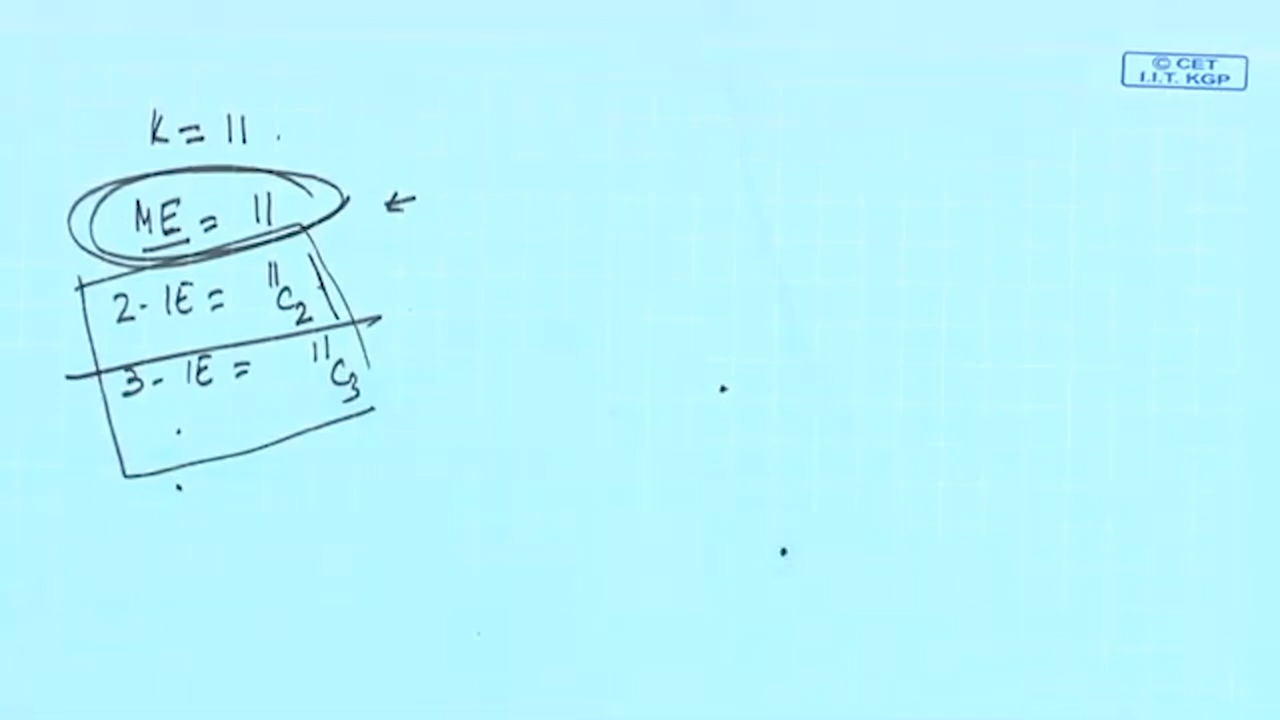 © CET
I.I.T. KGP
K = 11 .
ME = 11 ←
2 - IE = ¹¹C₂
3 - IE = ¹¹C₃
.
.